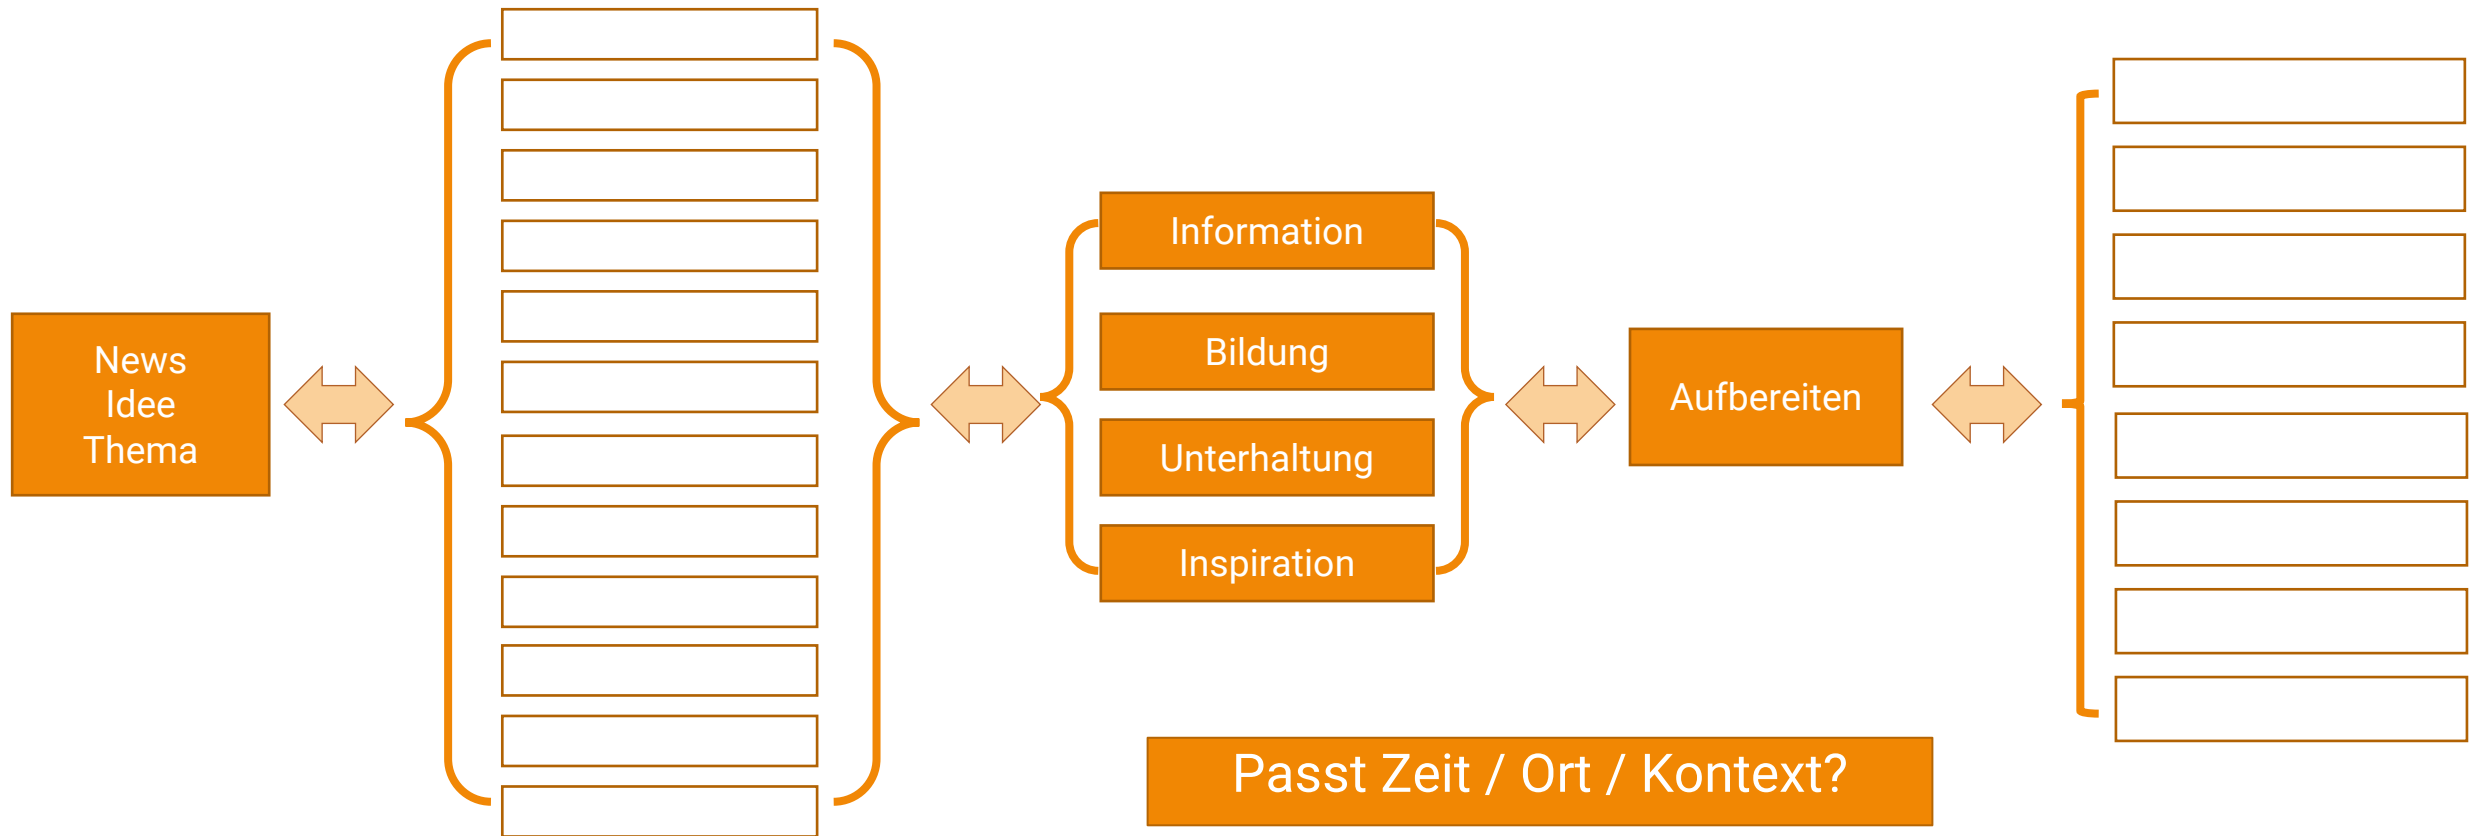 News
Idee
Thema
Information
Bildung
Unterhaltung
Inspiration
Aufbereiten
Passt Zeit / Ort / Kontext?